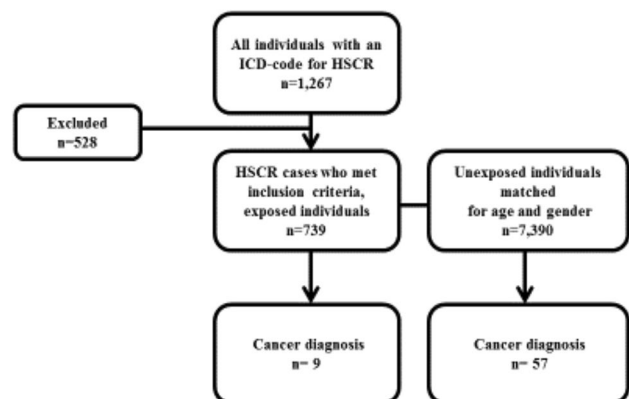 All individuals with an
ICD-code for HSCR
n=1,267
Excluded
n=528
HSCR cases who met
inclusion criteria,
exposed individuals
n=739
Unexposed individuals
matched
for age and gender
n=7,390
Cancer diagnosis
n= 9
Cancer diagnosis
n= 57